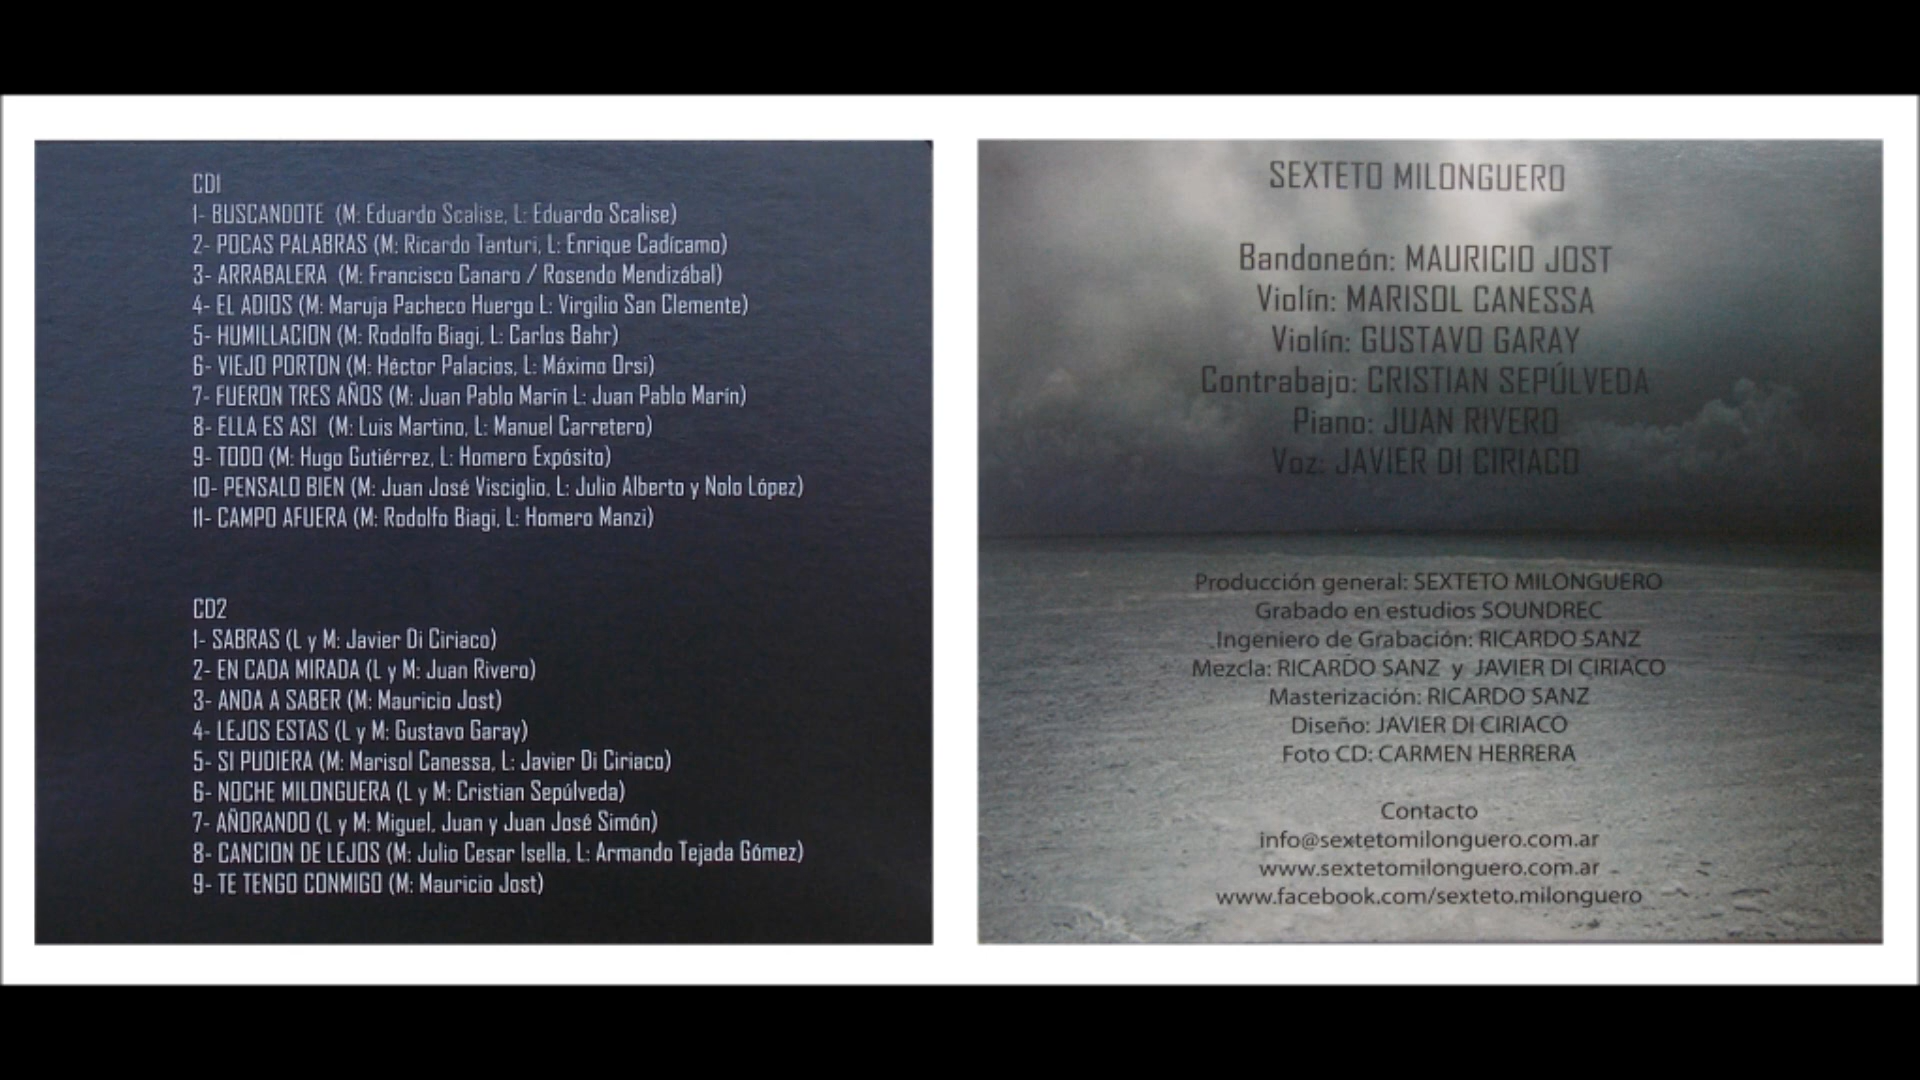 CD1
1- BUSCANDOTE (M: Eduardo Scalise, L: Eduardo Scalise)
2- POCAS PALABRAS (M: Ricardo Tanturi, L: Enrique Cadícamo)
3- ARRABALERA (M: Francisco Canaro / Rosendo Mendizábal)
4- EL ADIOS (M: Maruja Pacheco Huergo L: Virgilio San Clemente)
5- HUMILLACION (M: Rodolfo Biagi, L: Carlos Bahr)
6- VIEJO PORTON (M: Héctor Palacios, L: Máximo Orsi)
7- FUERON TRES AÑOS (M: Juan Pablo Marín L: Juan Pablo Marín)
8- ELLA ES ASI (M: Luis Martino, L: Manuel Carretero)
9- TODO (M: Hugo Gutiérrez, L: Homero Expósito)
10- PENSALO BIEN (M: Juan José Visciglio, L: Julio Alberto y Nolo López)
11- CAMPO AFUERA (M: Rodolfo Biagi, L: Homero Manzi)
CD2
1- SABRAS (L y M: Javier Di Ciriaco)
2- EN CADA MIRADA (L y M: Juan Rivero)
3- ANDA A SABER (M: Mauricio Jost)
4- LEJOS ESTAS (L y M: Gustavo Garay)
5- SI PUDIERA (M: Marisol Canessa, L: Javier Di Ciriaco)
6- NOCHE MILONGUERA (L y M: Cristian Sepúlveda)
7- AÑORANDO (L y M: Miguel, Juan y Juan José Simón)
8- CANCION DE LEJOS (M: Julio Cesar Isella, L: Armando Tejada Gómez)
9- TE TENGO CONMIGO (M: Mauricio Jost)
SEXTETO MILONGUERO
Bandoneón: MAURICIO JOST
Violín: MARISOL CANESSA
Violín: GUSTAVO GARAY
Contrabajo: CRISTIAN SEPÚLVEDA
Piano: JUAN RIVERO
Voz: JAVIER DI CIRIACO
Producción general: SEXTETO MILONGUERO
Grabado en estudios SOUNDREC
Ingeniero de Grabación: RICARDO SANZ
Mezcla: RICARDO SANZ y JAVIER DI CIRIACO
Masterización: RICARDO SANZ
Diseño: JAVIER DI CIRIACO
Foto CD: CARMEN HERRERA
Contacto
info@sextetomilonguero.com.ar
www.sextetomilonguero.com.ar
www.facebook.com/sexteto.milonguero